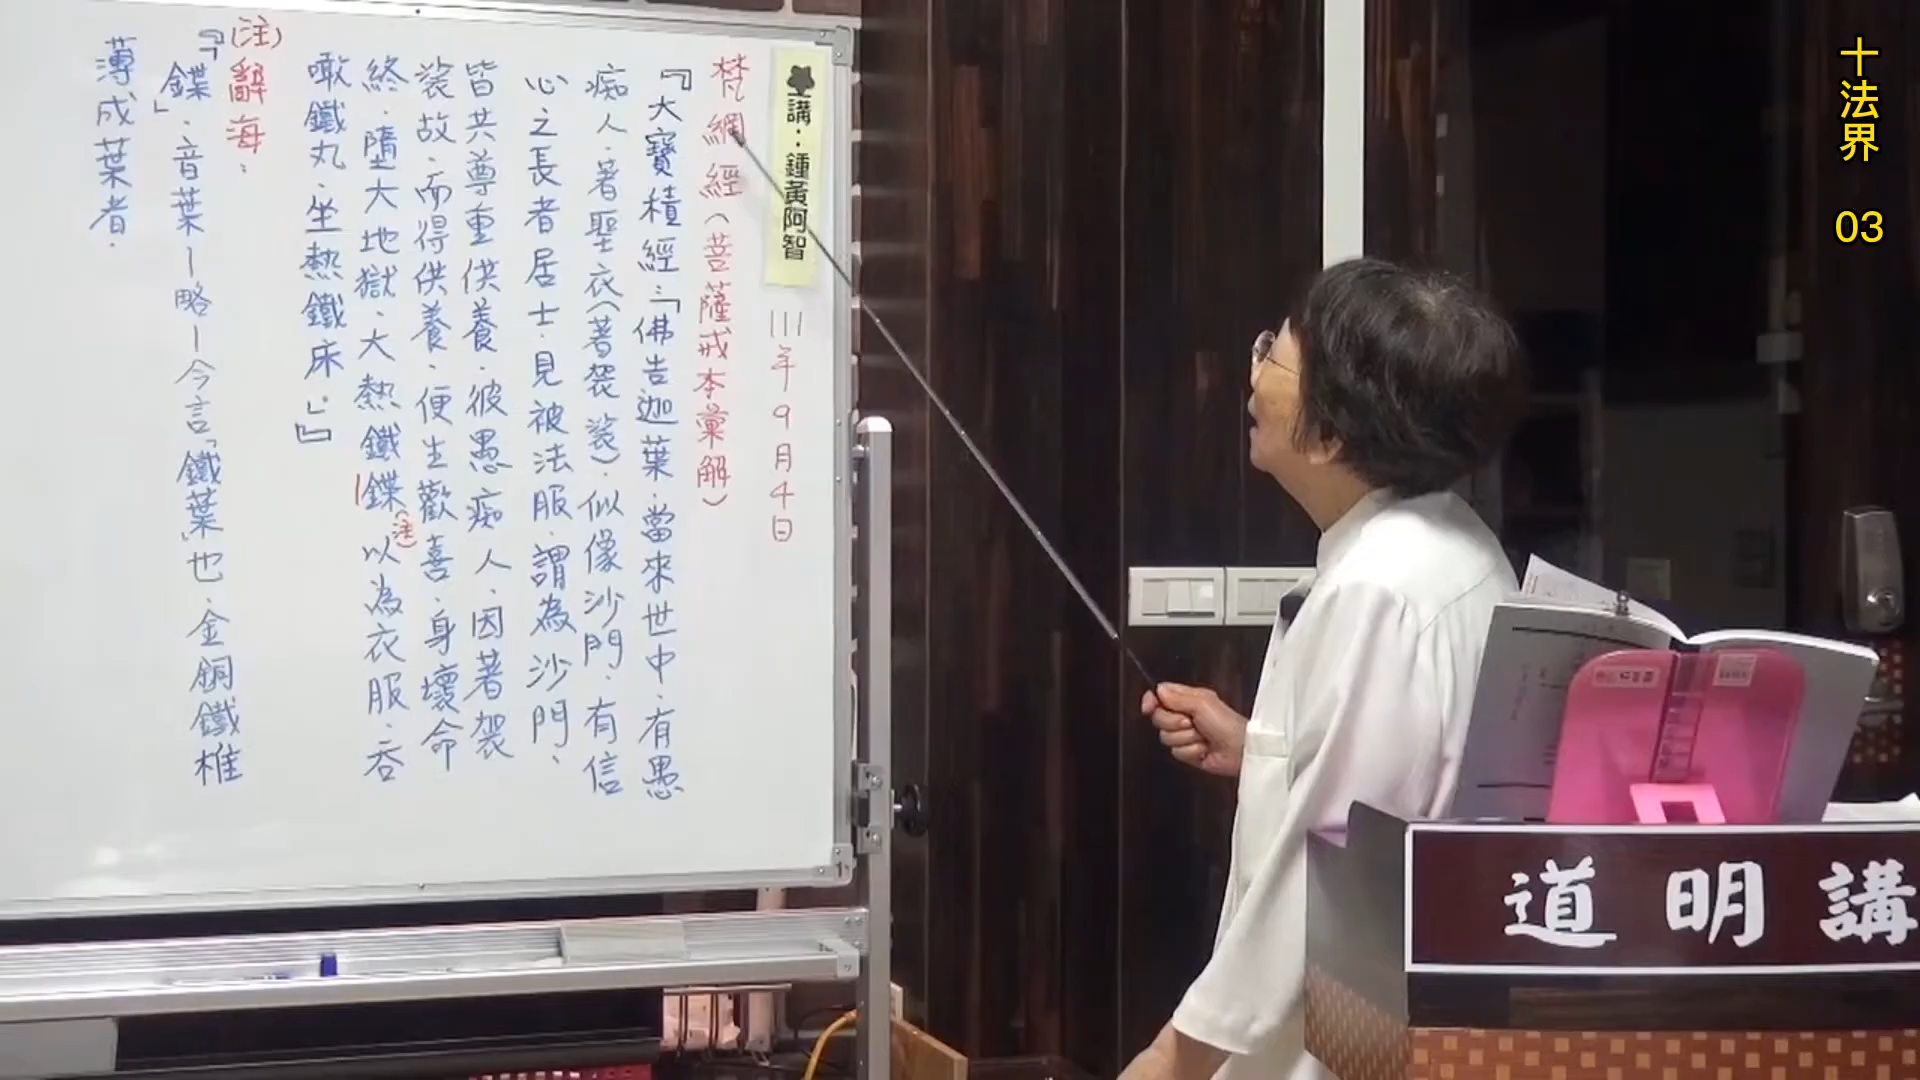 十法界 03
主講：鍾黃阿智
111年9月4日
梵網經（菩薩戒本彙解）
『大寶積經：「佛告迦葉．當來世中．有愚
痴人．著聖衣（著袈裟）．似像沙門．有信
心之長者居士．見被法服．謂為沙門、
皆共尊重供養．彼愚痴人．因著袈
裟故．而得供養．便生歡喜．身壞命
終．墮大地獄．大熱鐵鍱(注)以為衣服．吞
噉鐵丸．坐熱鐵床．」』
(注)辭海：
『「鍱」．音葉－略－今言「鐵葉」也．金銅鐵椎
薄成葉者．
道明講